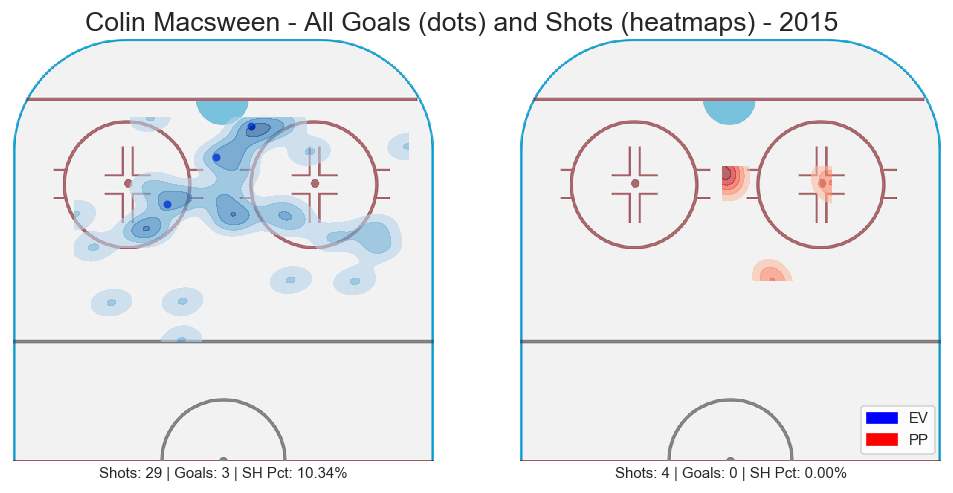 Colin Macsween - All Goals (dots) and Shots (heatmaps) - 2015
EV
PP
Shots: 29 | Goals: 3 | SH Pct: 10.34%
Shots: 4 | Goals: 0 | SH Pct: 0.00%